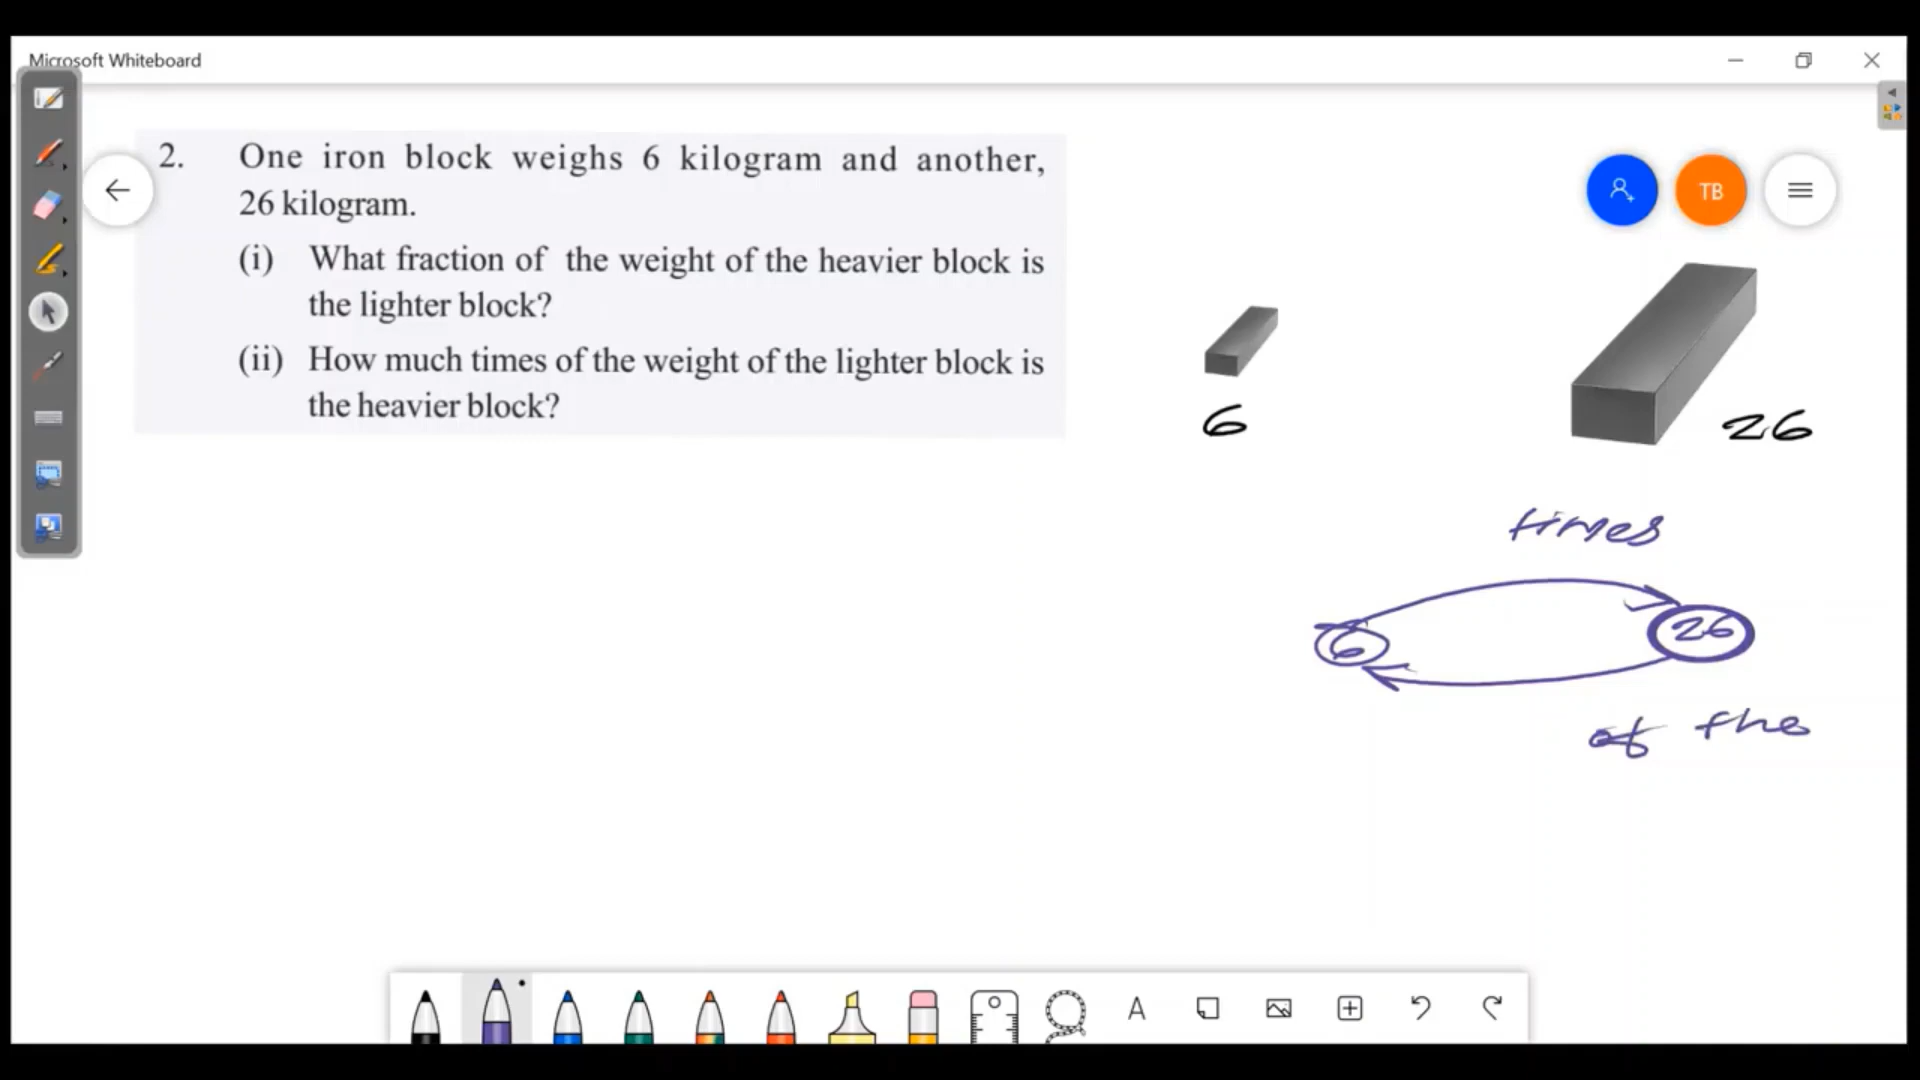 Microsoft Whiteboard
2. One iron block weighs 6 kilogram and another,
26 kilogram.
(i) What fraction of the weight of the heavier block is
the lighter block?
(ii) How much times of the weight of the lighter block is
the heavier block?
TB
6
26
times
6
26
of the
A